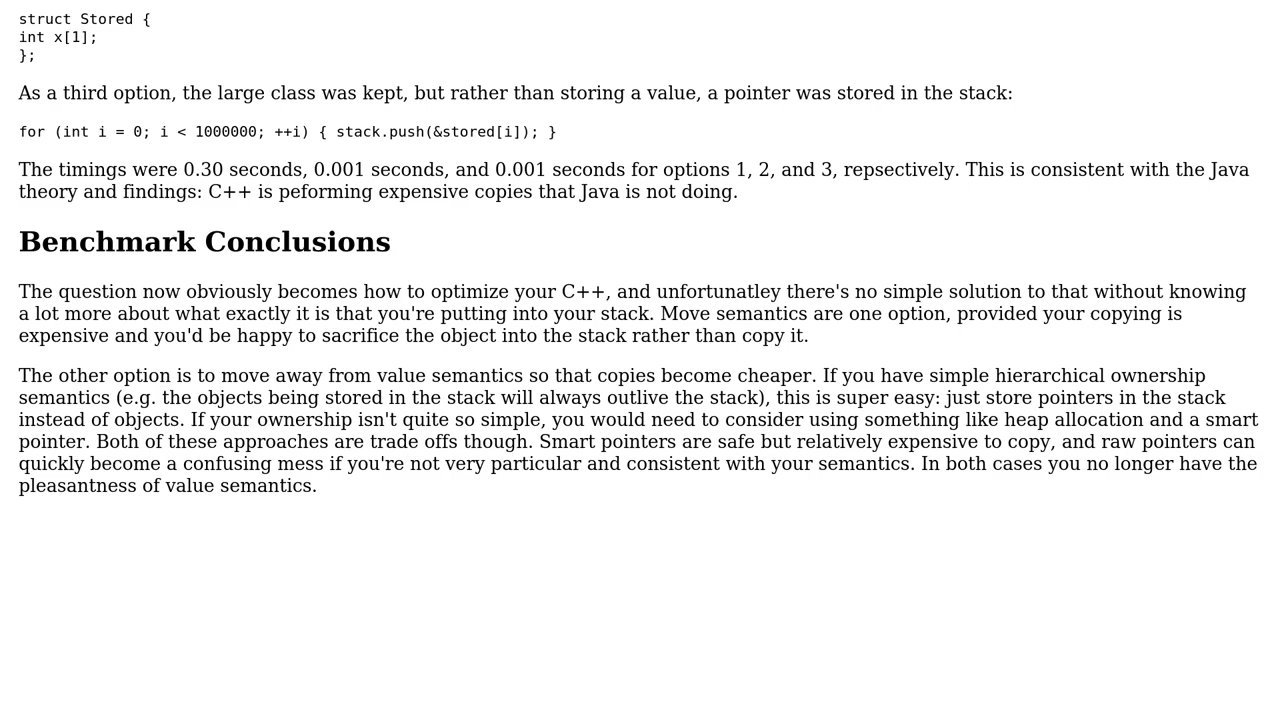 struct Stored {
int x[1];
};
As a third option, the large class was kept, but rather than storing a value, a pointer was stored in the stack:
for (int i = 0; i < 1000000; ++i) { stack.push(&stored[i]); }
The timings were 0.30 seconds, 0.001 seconds, and 0.001 seconds for options 1, 2, and 3, repsectively. This is consistent with the Java
theory and findings: C++ is peforming expensive copies that Java is not doing.
Benchmark Conclusions
The question now obviously becomes how to optimize your C++, and unfortunatley there's no simple solution to that without knowing
a lot more about what exactly it is that you're putting into your stack. Move semantics are one option, provided your copying is
expensive and you'd be happy to sacrifice the object into the stack rather than copy it.
The other option is to move away from value semantics so that copies become cheaper. If you have simple hierarchical ownership
semantics (e.g. the objects being stored in the stack will always outlive the stack), this is super easy: just store pointers in the stack
instead of objects. If your ownership isn't quite so simple, you would need to consider using something like heap allocation and a smart
pointer. Both of these approaches are trade offs though. Smart pointers are safe but relatively expensive to copy, and raw pointers can
quickly become a confusing mess if you're not very particular and consistent with your semantics. In both cases you no longer have the
pleasantness of value semantics.